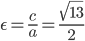 ϵ = c/a = √13/2